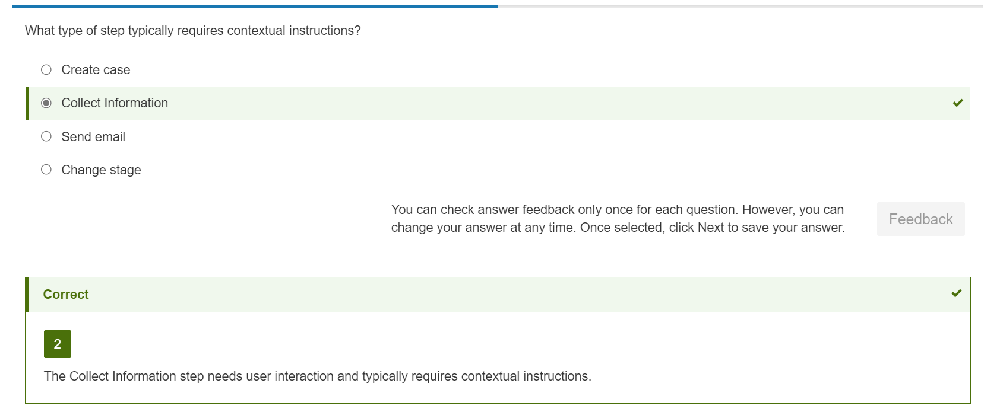 What type of step typically requires contextual instructions?
Create case
Collect Information
Send email
Change stage
You can check answer feedback only once for each question. However, you can
change your answer at any time. Once selected, click Next to save your answer.
Feedback
Correct
2
The Collect Information step needs user interaction and typically requires contextual instructions.